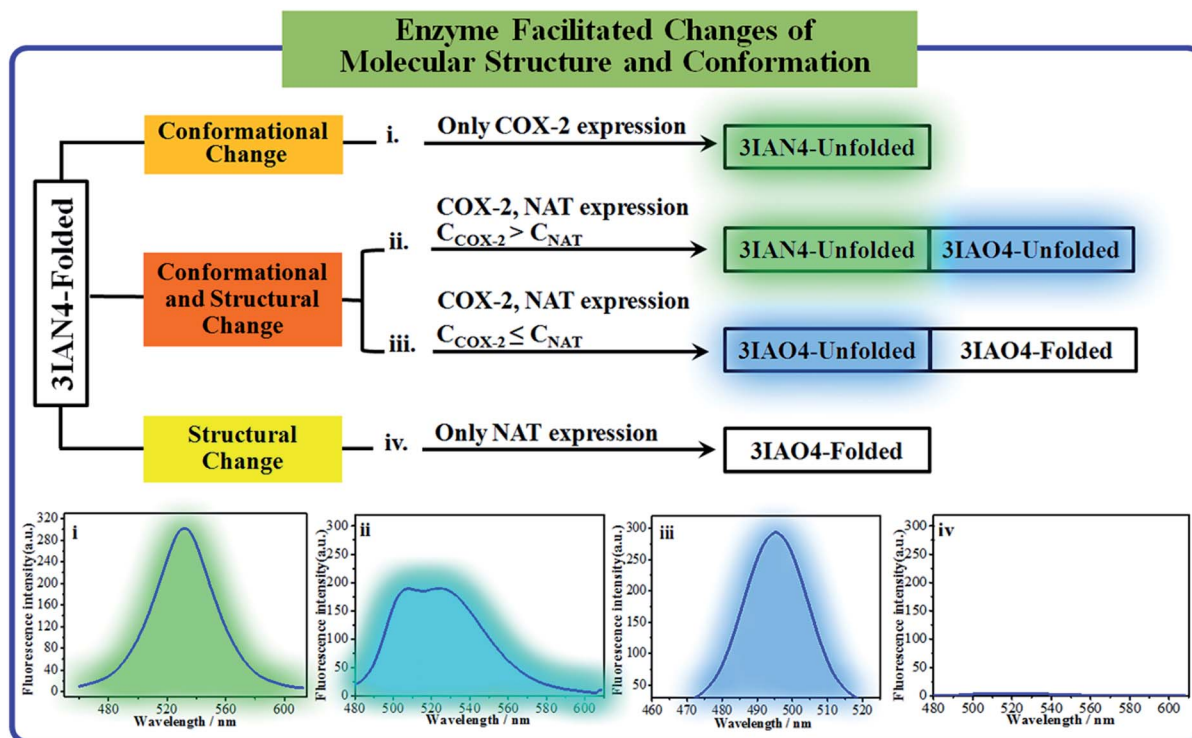 Enzyme Facilitated Changes of
Molecular Structure and Conformation
3IAN4-Folded
Conformational
Change
i.
Only COX-2 expression
3IAN4-Unfolded
Conformational
and Structural
Change
ii.
COX-2, NAT expression
C_COX-2 > C_NAT
3IAN4-Unfolded
3IAO4-Unfolded
iii.
COX-2, NAT expression
C_COX-2 ≤ C_NAT
3IAO4-Unfolded
3IAO4-Folded
Structural
Change
iv.
Only NAT expression
3IAO4-Folded
i
Fluorescence intensity(a.u.)
320
280
240
200
160
120
80
40
0
480 520 560 600
Wavelength / nm
ii
Fluorescence intensity(a.u.)
300
250
200
150
100
50
0
480 500 520 540 560 580 600
Wavelength / nm
iii
Fluorescence intensity(a.u.)
300
250
200
150
100
50
460 470 480 490 500 510 520
Wavelength / nm
iv
Fluorescence intensity(a.u.)
300
250
200
150
100
50
0
480 500 520 540 560 580 600
Wavelength / nm